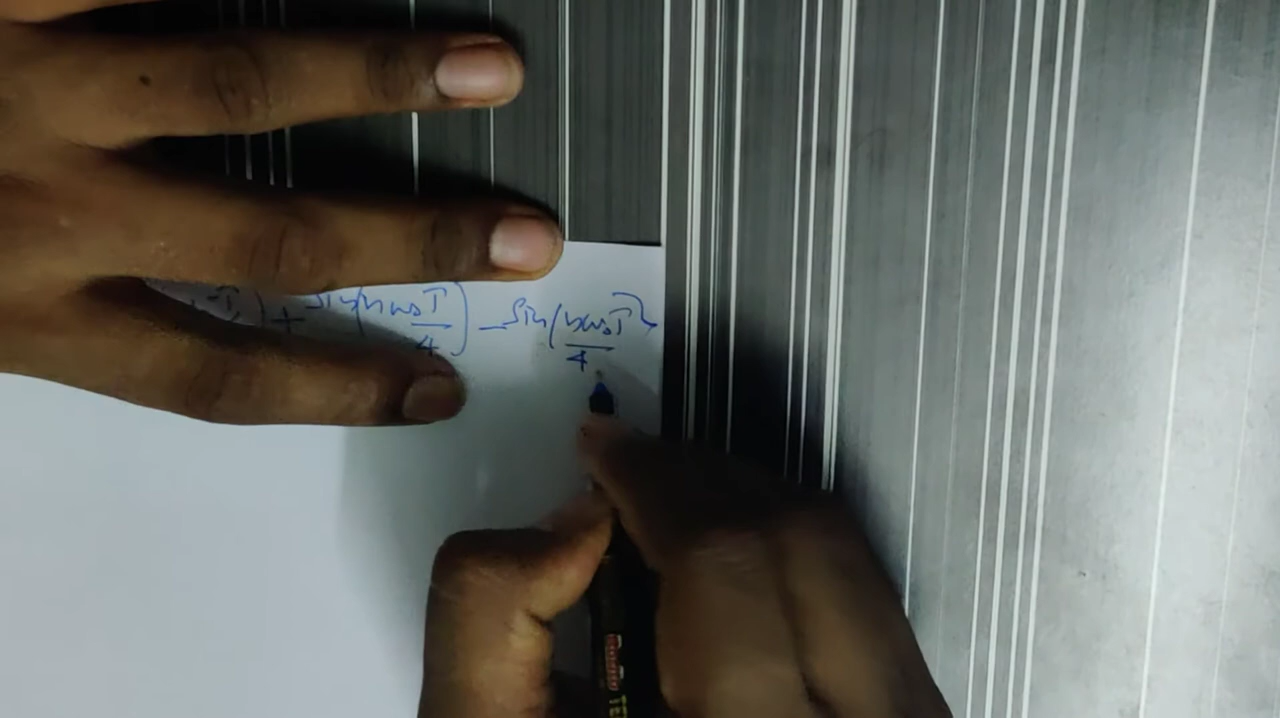 ) + Sin(nω₀T/4) - Sin(nω₀T/4)